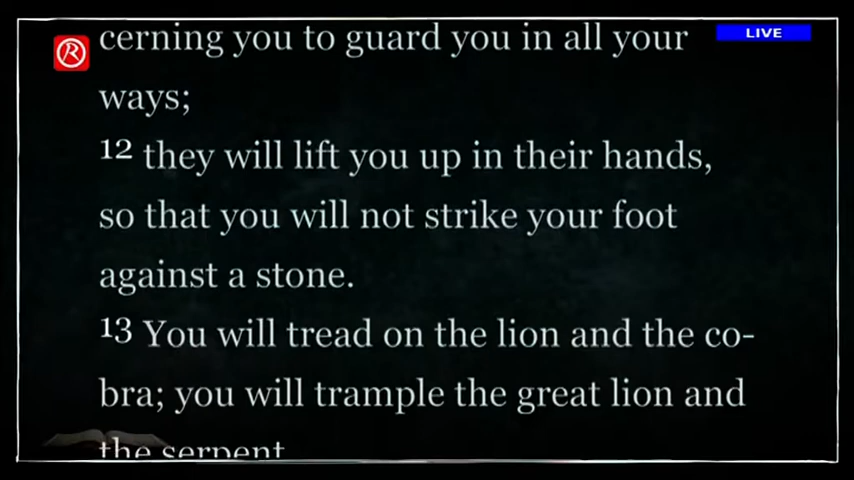 cerning you to guard you in all your
LIVE
R
ways;
12 they will lift you up in their hands,
so that you will not strike your foot
against a stone.
13 You will tread on the lion and the co-
bra; you will trample the great lion and
the serpent